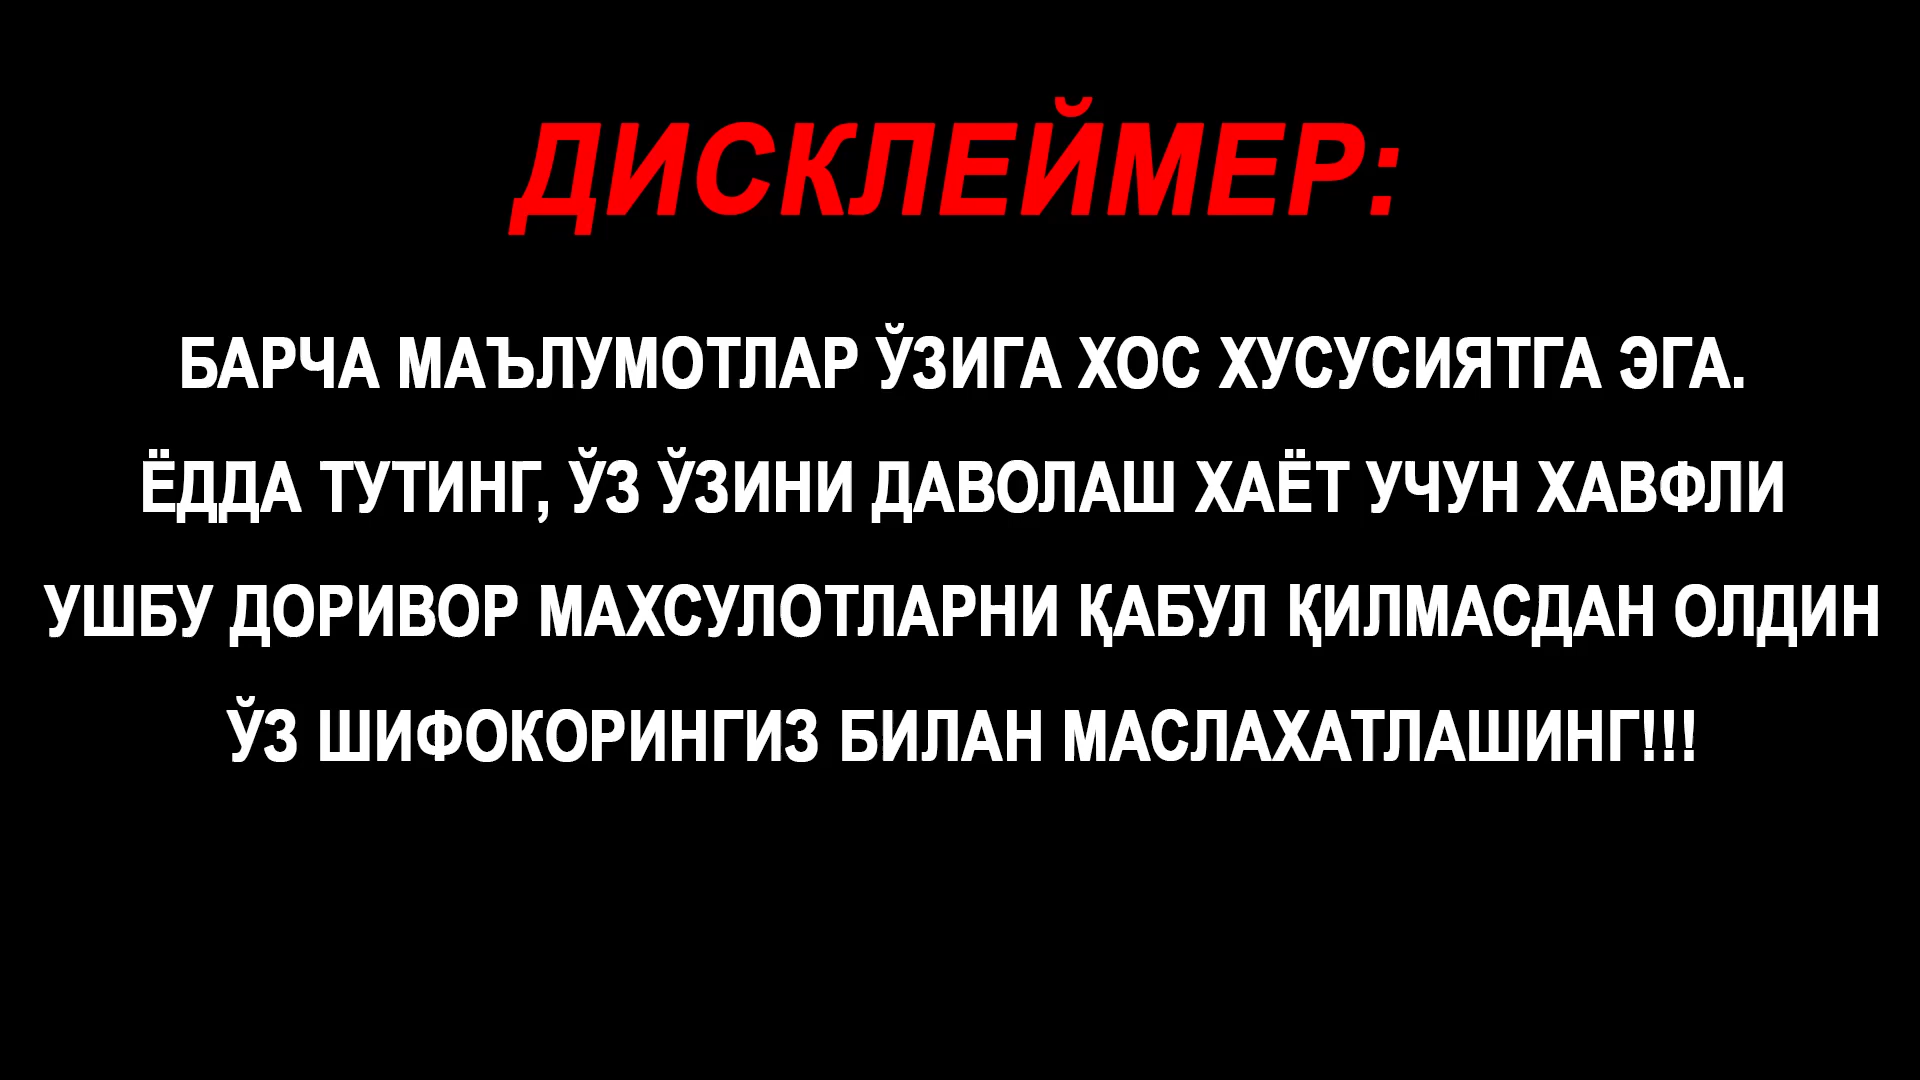 ДИСКЛЕЙМЕР:
БАРЧА МАЪЛУМОТЛАР ЎЗИГА ХОС ХУСУСИЯТГА ЭГА.
ЁДДА ТУТИНГ, ЎЗ ЎЗИНИ ДАВОЛАШ ХАЁТ УЧУН ХАВФЛИ
УШБУ ДОРИВОР МАХСУЛОТЛАРНИ ҚАБУЛ ҚИЛМАСДАН ОЛДИН
ЎЗ ШИФОКОРИНГИЗ БИЛАН МАСЛАХАТЛАШИНГ!!!